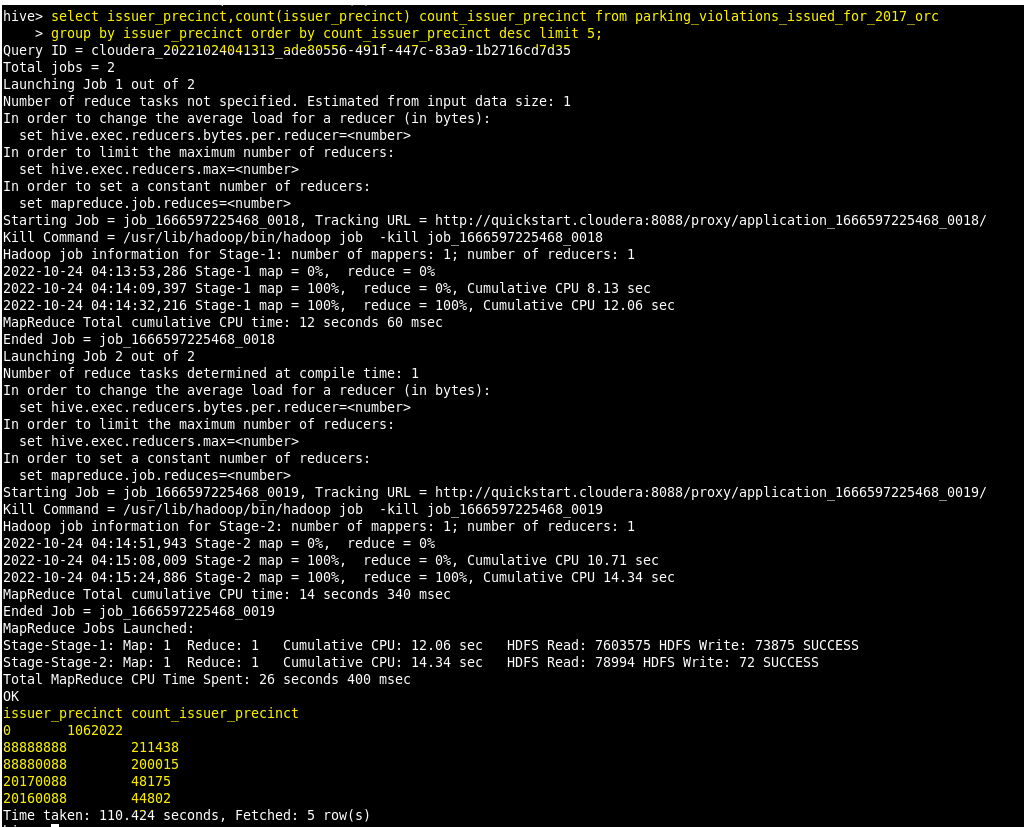 hive> select issuer_precinct,count(issuer_precinct) count_issuer_precinct from parking_violations_issued_for_2017_orc
    > group by issuer_precinct order by count_issuer_precinct desc limit 5;
Query ID = cloudera_20221024041313_ade80556-491f-447c-83a9-1b2716cd7d35
Total jobs = 2
Launching Job 1 out of 2
Number of reduce tasks not specified. Estimated from input data size: 1
In order to change the average load for a reducer (in bytes):
  set hive.exec.reducers.bytes.per.reducer=<number>
In order to limit the maximum number of reducers:
  set hive.exec.reducers.max=<number>
In order to set a constant number of reducers:
  set mapreduce.job.reduces=<number>
Starting Job = job_1666597225468_0018, Tracking URL = http://quickstart.cloudera:8088/proxy/application_1666597225468_0018/
Kill Command = /usr/lib/hadoop/bin/hadoop job  -kill job_1666597225468_0018
Hadoop job information for Stage-1: number of mappers: 1; number of reducers: 1
2022-10-24 04:13:53,286 Stage-1 map = 0%,  reduce = 0%
2022-10-24 04:14:09,397 Stage-1 map = 100%,  reduce = 0%, Cumulative CPU 8.13 sec
2022-10-24 04:14:32,216 Stage-1 map = 100%,  reduce = 100%, Cumulative CPU 12.06 sec
MapReduce Total cumulative CPU time: 12 seconds 60 msec
Ended Job = job_1666597225468_0018
Launching Job 2 out of 2
Number of reduce tasks determined at compile time: 1
In order to change the average load for a reducer (in bytes):
  set hive.exec.reducers.bytes.per.reducer=<number>
In order to limit the maximum number of reducers:
  set hive.exec.reducers.max=<number>
In order to set a constant number of reducers:
  set mapreduce.job.reduces=<number>
Starting Job = job_1666597225468_0019, Tracking URL = http://quickstart.cloudera:8088/proxy/application_1666597225468_0019/
Kill Command = /usr/lib/hadoop/bin/hadoop job  -kill job_1666597225468_0019
Hadoop job information for Stage-2: number of mappers: 1; number of reducers: 1
2022-10-24 04:14:51,943 Stage-2 map = 0%,  reduce = 0%
2022-10-24 04:15:08,009 Stage-2 map = 100%,  reduce = 0%, Cumulative CPU 10.71 sec
2022-10-24 04:15:24,886 Stage-2 map = 100%,  reduce = 100%, Cumulative CPU 14.34 sec
MapReduce Total cumulative CPU time: 14 seconds 340 msec
Ended Job = job_1666597225468_0019
MapReduce Jobs Launched:
Stage-Stage-1: Map: 1  Reduce: 1   Cumulative CPU: 12.06 sec   HDFS Read: 7603575 HDFS Write: 73875 SUCCESS
Stage-Stage-2: Map: 1  Reduce: 1   Cumulative CPU: 14.34 sec   HDFS Read: 78994 HDFS Write: 72 SUCCESS
Total MapReduce CPU Time Spent: 26 seconds 400 msec
OK
issuer_precinct	count_issuer_precinct
0	1062022
88888888	211438
88880088	200015
20170088	48175
20160088	44802
Time taken: 110.424 seconds, Fetched: 5 row(s)